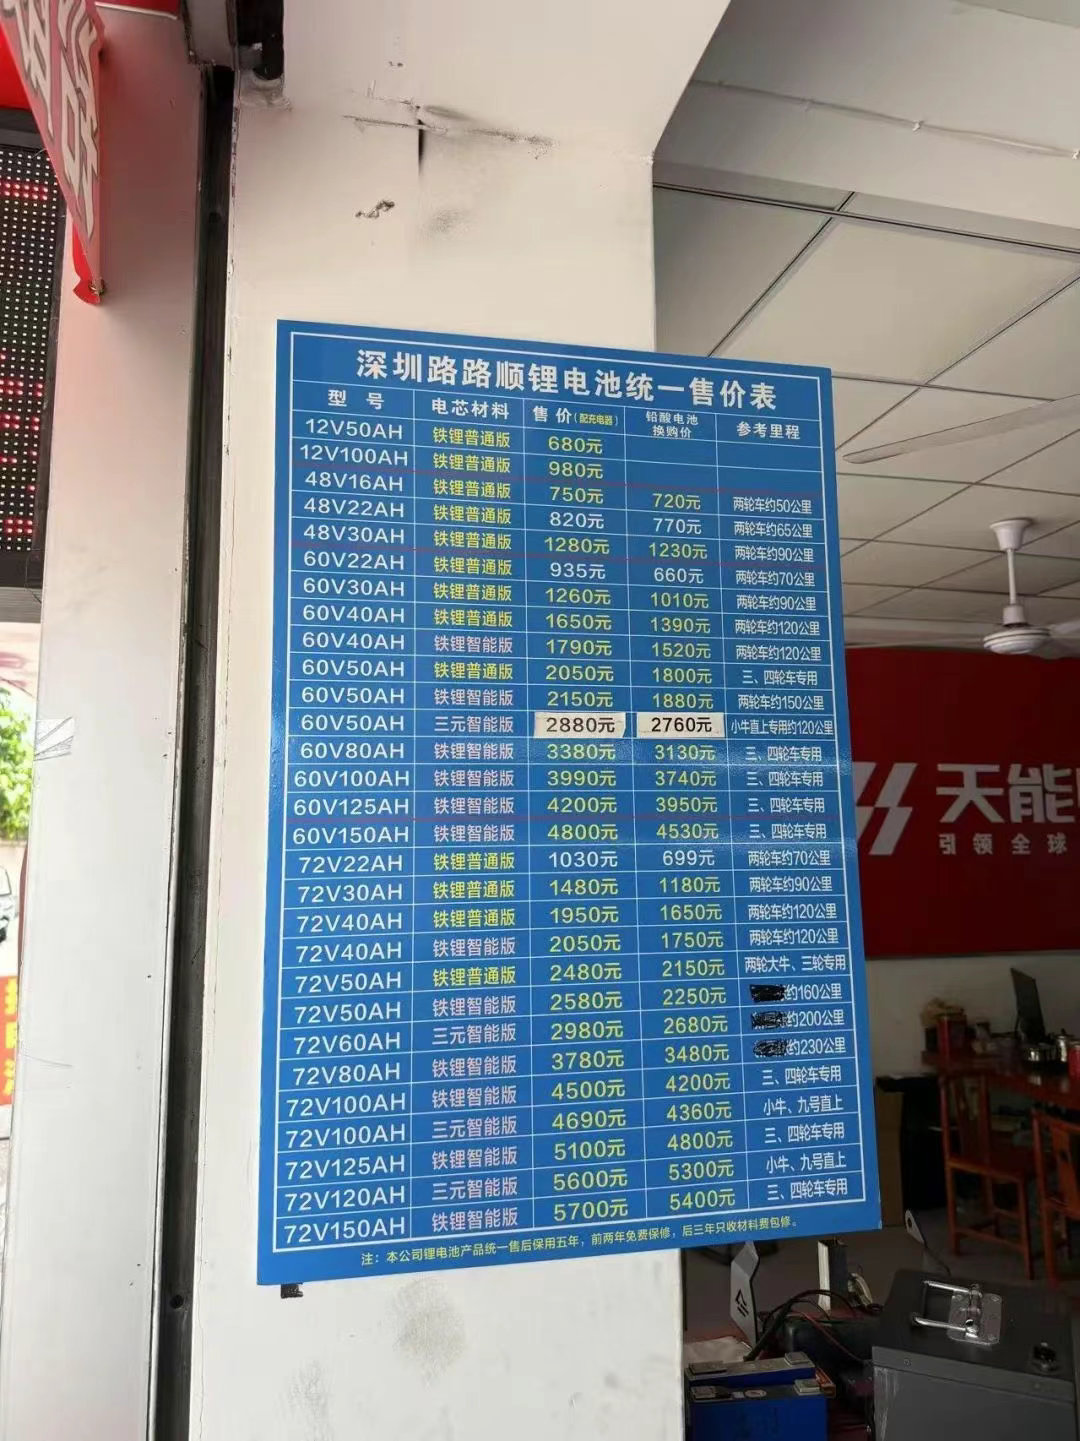 深圳路路顺锂电池统一售价表
型号 电芯材料 售价(配充电器) 铅酸电池换购价 参考里程
12V50AH 铁锂普通版 680元
12V100AH 铁锂普通版 980元
48V16AH 铁锂普通版 750元 720元 两轮车约50公里
48V22AH 铁锂普通版 820元 770元 两轮车约65公里
48V30AH 铁锂普通版 1280元 1230元 两轮车约90公里
60V22AH 铁锂普通版 935元 660元 两轮车约70公里
60V30AH 铁锂普通版 1260元 1010元 两轮车约90公里
60V40AH 铁锂普通版 1650元 1390元 两轮车约120公里
60V40AH 铁锂智能版 1790元 1520元 两轮车约120公里
60V50AH 铁锂普通版 2050元 1800元 三、四轮车专用
60V50AH 铁锂智能版 2150元 1880元 两轮车约150公里
60V50AH 三元智能版 2880元 2760元 小牛直上专用约120公里
60V80AH 铁锂智能版 3380元 3130元 三、四轮车专用
60V100AH 铁锂智能版 3990元 3740元 三、四轮车专用
60V125AH 铁锂智能版 4200元 3950元 三、四轮车专用
60V150AH 铁锂智能版 4800元 4530元 三、四轮车专用
72V22AH 铁锂普通版 1030元 699元 两轮车约70公里
72V30AH 铁锂普通版 1480元 1180元 两轮车约90公里
72V40AH 铁锂普通版 1950元 1650元 两轮车约120公里
72V40AH 铁锂智能版 2050元 1750元 两轮车约120公里
72V50AH 铁锂普通版 2480元 2150元 两轮大牛、三轮专用
72V50AH 铁锂智能版 2580元 2250元 约160公里
72V60AH 三元智能版 2980元 2680元 约200公里
72V80AH 铁锂智能版 3780元 3480元 约230公里
72V100AH 铁锂智能版 4500元 4200元 三、四轮车专用
72V100AH 三元智能版 4690元 4360元 小牛、九号直上
72V125AH 铁锂智能版 5100元 4800元 三、四轮车专用
72V120AH 三元智能版 5600元 5300元 小牛、九号直上
72V150AH 铁锂智能版 5700元 5400元 三、四轮车专用
注：本公司锂电池产品统一售后保用五年，前两年免费保修，后三年只收材料费包修。
天能
引领全球